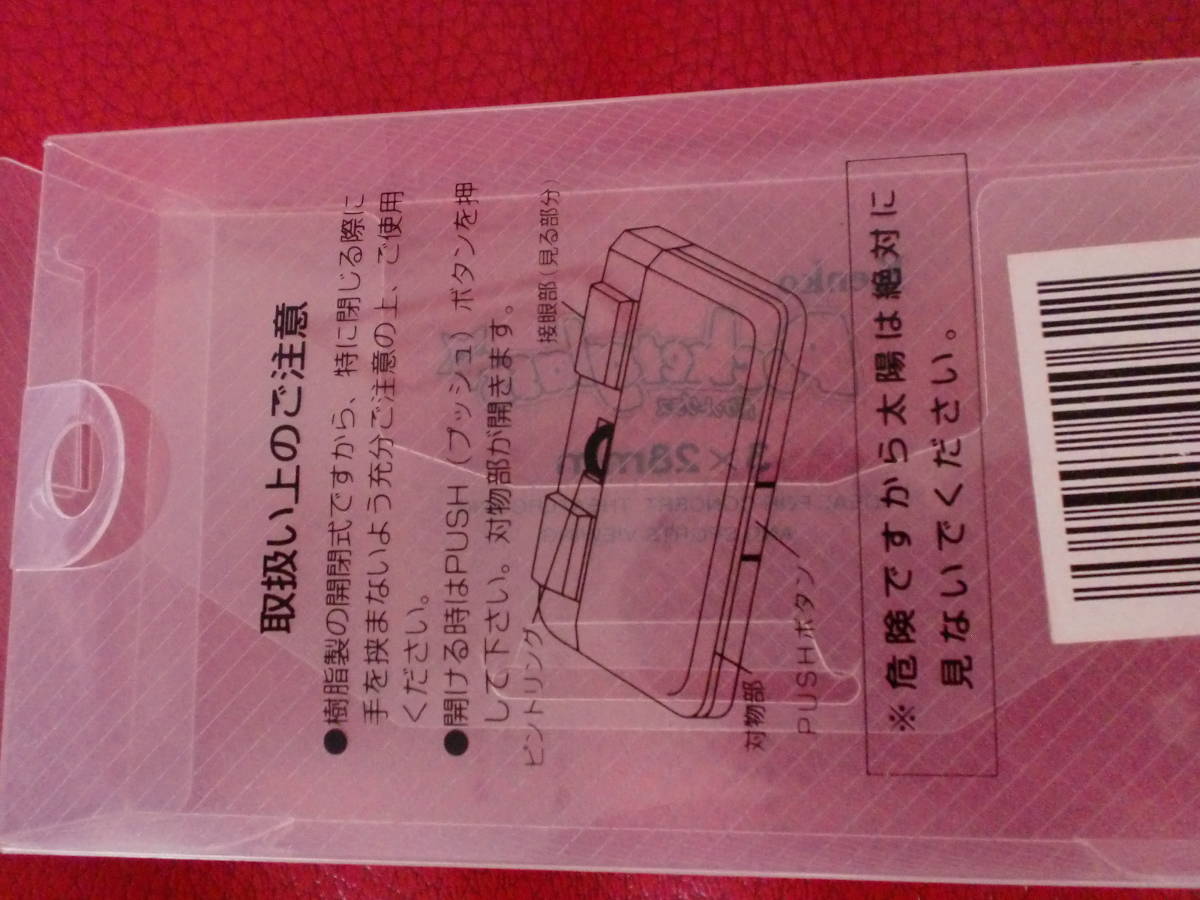 取扱い上のご注意
●樹脂製の開閉式ですから、特に閉じる際に
手を挟まないよう充分ご注意の上、ご使用
ください。
●開ける時はPUSH（プッシュ）ボタンを押
して下さい。対物部が開きます。
接眼部(見る部分)
ピントリング
対物部
PUSHボタン
※危険ですから太陽は絶対に
見ないでください。
enko
3×28mm